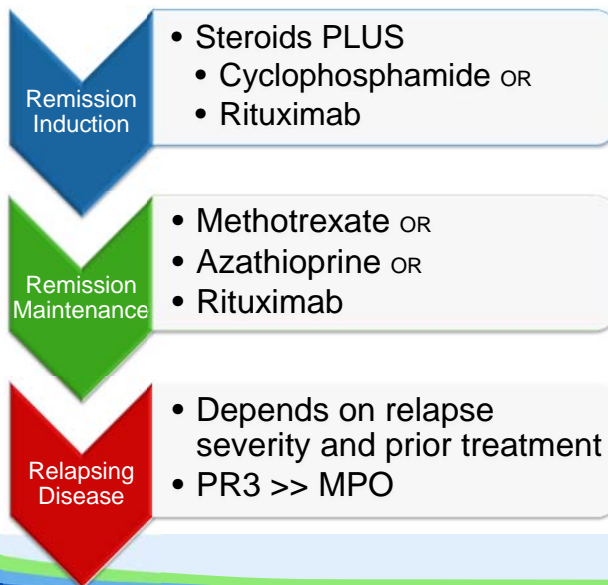 Remission
Induction
• Steroids PLUS
• Cyclophosphamide OR
• Rituximab
Remission
Maintenance
• Methotrexate OR
• Azathioprine OR
• Rituximab
Relapsing
Disease
• Depends on relapse
severity and prior treatment
• PR3 >> MPO